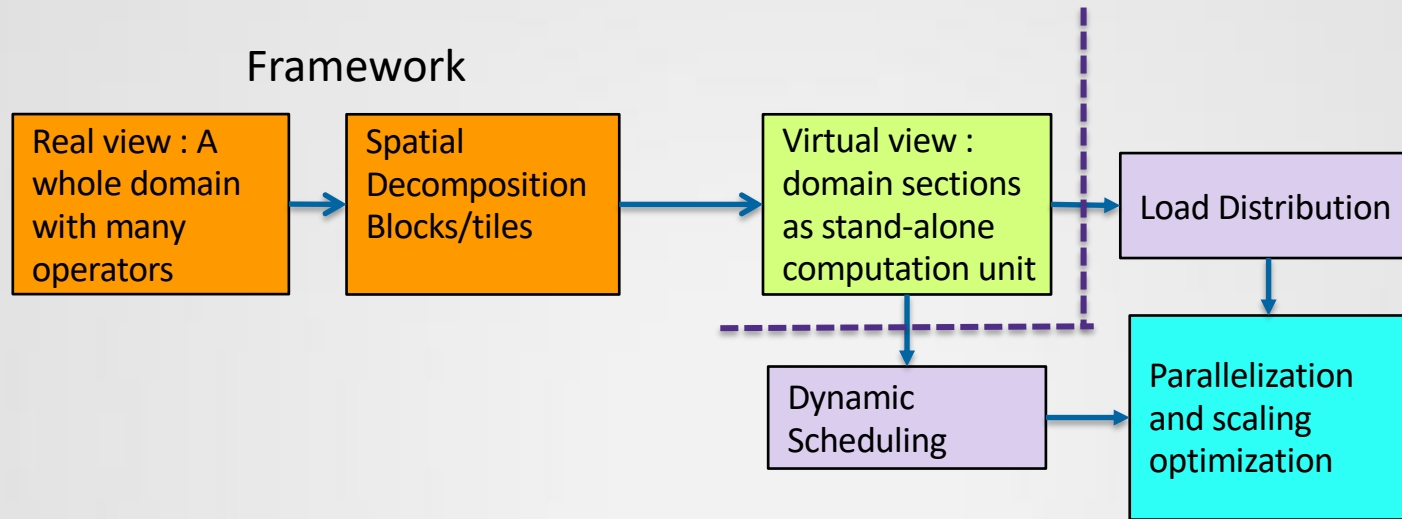 Framework
Real view : A
whole domain
with many
operators
Spatial
Decomposition
Blocks/tiles
Virtual view :
domain sections
as stand-alone
computation unit
Load Distribution
Dynamic
Scheduling
Parallelization
and scaling
optimization